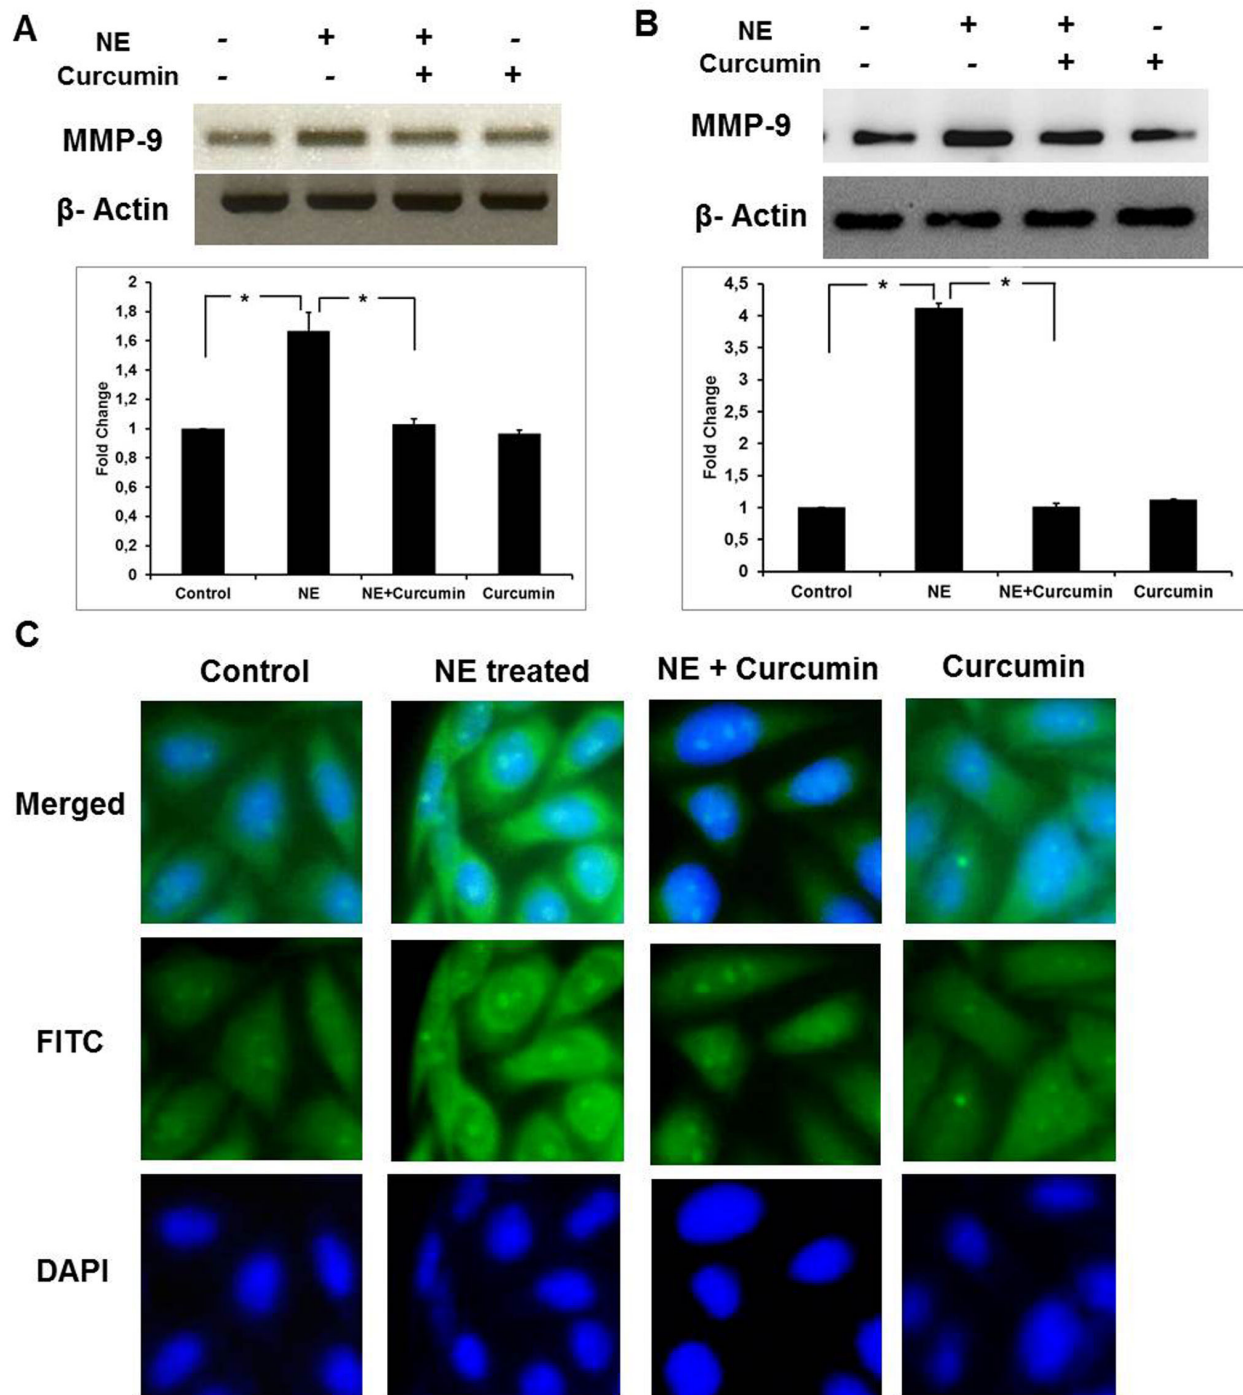 A
NE - + + -
Curcumin - - + +
MMP-9
β- Actin
2
1,8
1,6
1,4
1,2
1
0,8
0,6
0,4
0,2
0
Fold Change
* *
Control NE NE+Curcumin Curcumin
B
NE - + + -
Curcumin - - + +
MMP-9
β- Actin
4,5
4
3,5
3
2,5
2
1,5
1
0,5
0
Fold Change
* *
Control NE NE+Curcumin Curcumin
C
Control NE treated NE + Curcumin Curcumin
Merged
FITC
DAPI